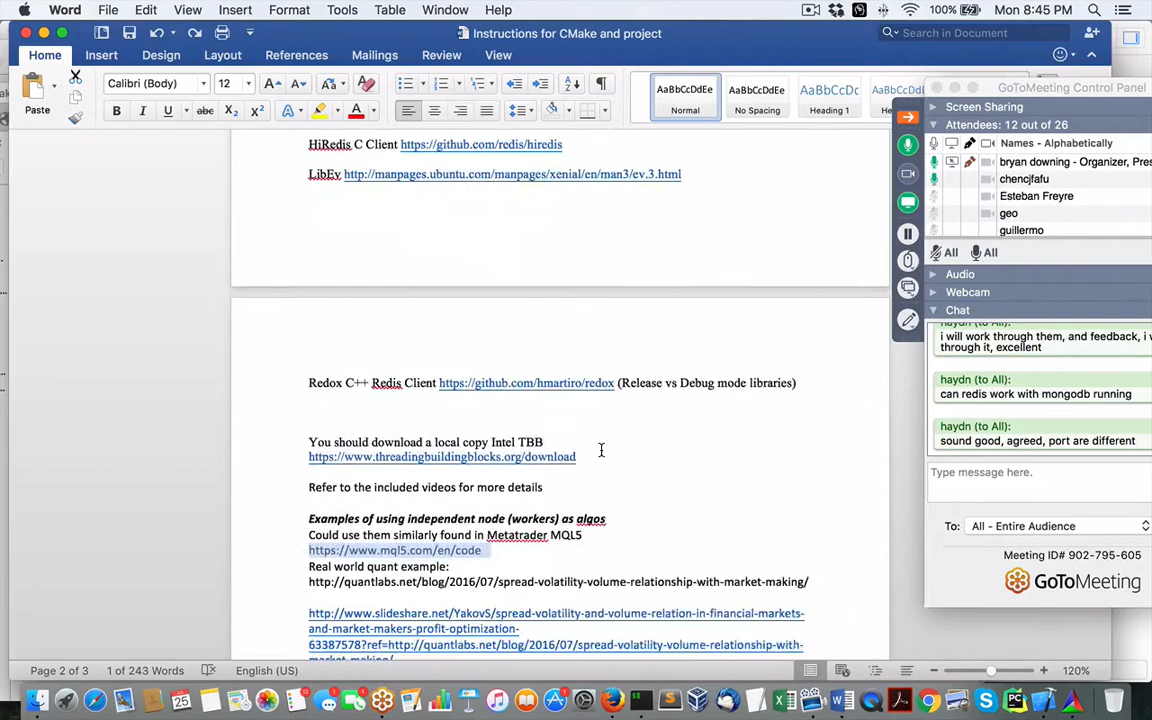 Word File Edit View Insert Format Tools Table Window Help 100% Mon 8:45 PM
Instructions for CMake and project
Search in Document
Home Insert Design Layout References Mailings Review View
Paste
Calibri (Body) 12
B I U abc X2 X2
AaBbCcDdEe AaBbCcDdEe AaBbCcDc
Normal No Spacing Heading 1
HiRedis C Client https://github.com/redis/hiredis
LibEv http://manpages.ubuntu.com/manpages/xenial/en/man3/ev.3.html
Redox C++ Redis Client https://github.com/hmartiro/redox (Release vs Debug mode libraries)
You should download a local copy Intel TBB
https://www.threadingbuildingblocks.org/download
Refer to the included videos for more details
Examples of using independent node (workers) as algos
Could use them similarly found in Metatrader MQL5
https://www.mql5.com/en/code
Real world quant example:
http://quantlabs.net/blog/2016/07/spread-volatility-volume-relationship-with-market-making/
http://www.slideshare.net/YakovS/spread-volatility-and-volume-relation-in-financial-markets-
and-market-makers-profit-optimization-
63387578?ref=http://quantlabs.net/blog/2016/07/spread-volatility-volume-relationship-with-
market-making/
Page 2 of 3 1 of 243 Words English (US) 120%
GoToMeeting Control Panel
Screen Sharing
Attendees: 12 out of 26
Names - Alphabetically
bryan downing - Organizer, Pres
chencjfafu
Esteban Freyre
geo
guillermo
All All
Audio
Webcam
Chat
haydn (to All):
i will work through them, and feedback, i w
through it, excellent
haydn (to All):
can redis work with mongodb running
haydn (to All):
sound good, agreed, port are different
Type message here.
To: All - Entire Audience
Meeting ID# 902-795-605
GoToMeeting